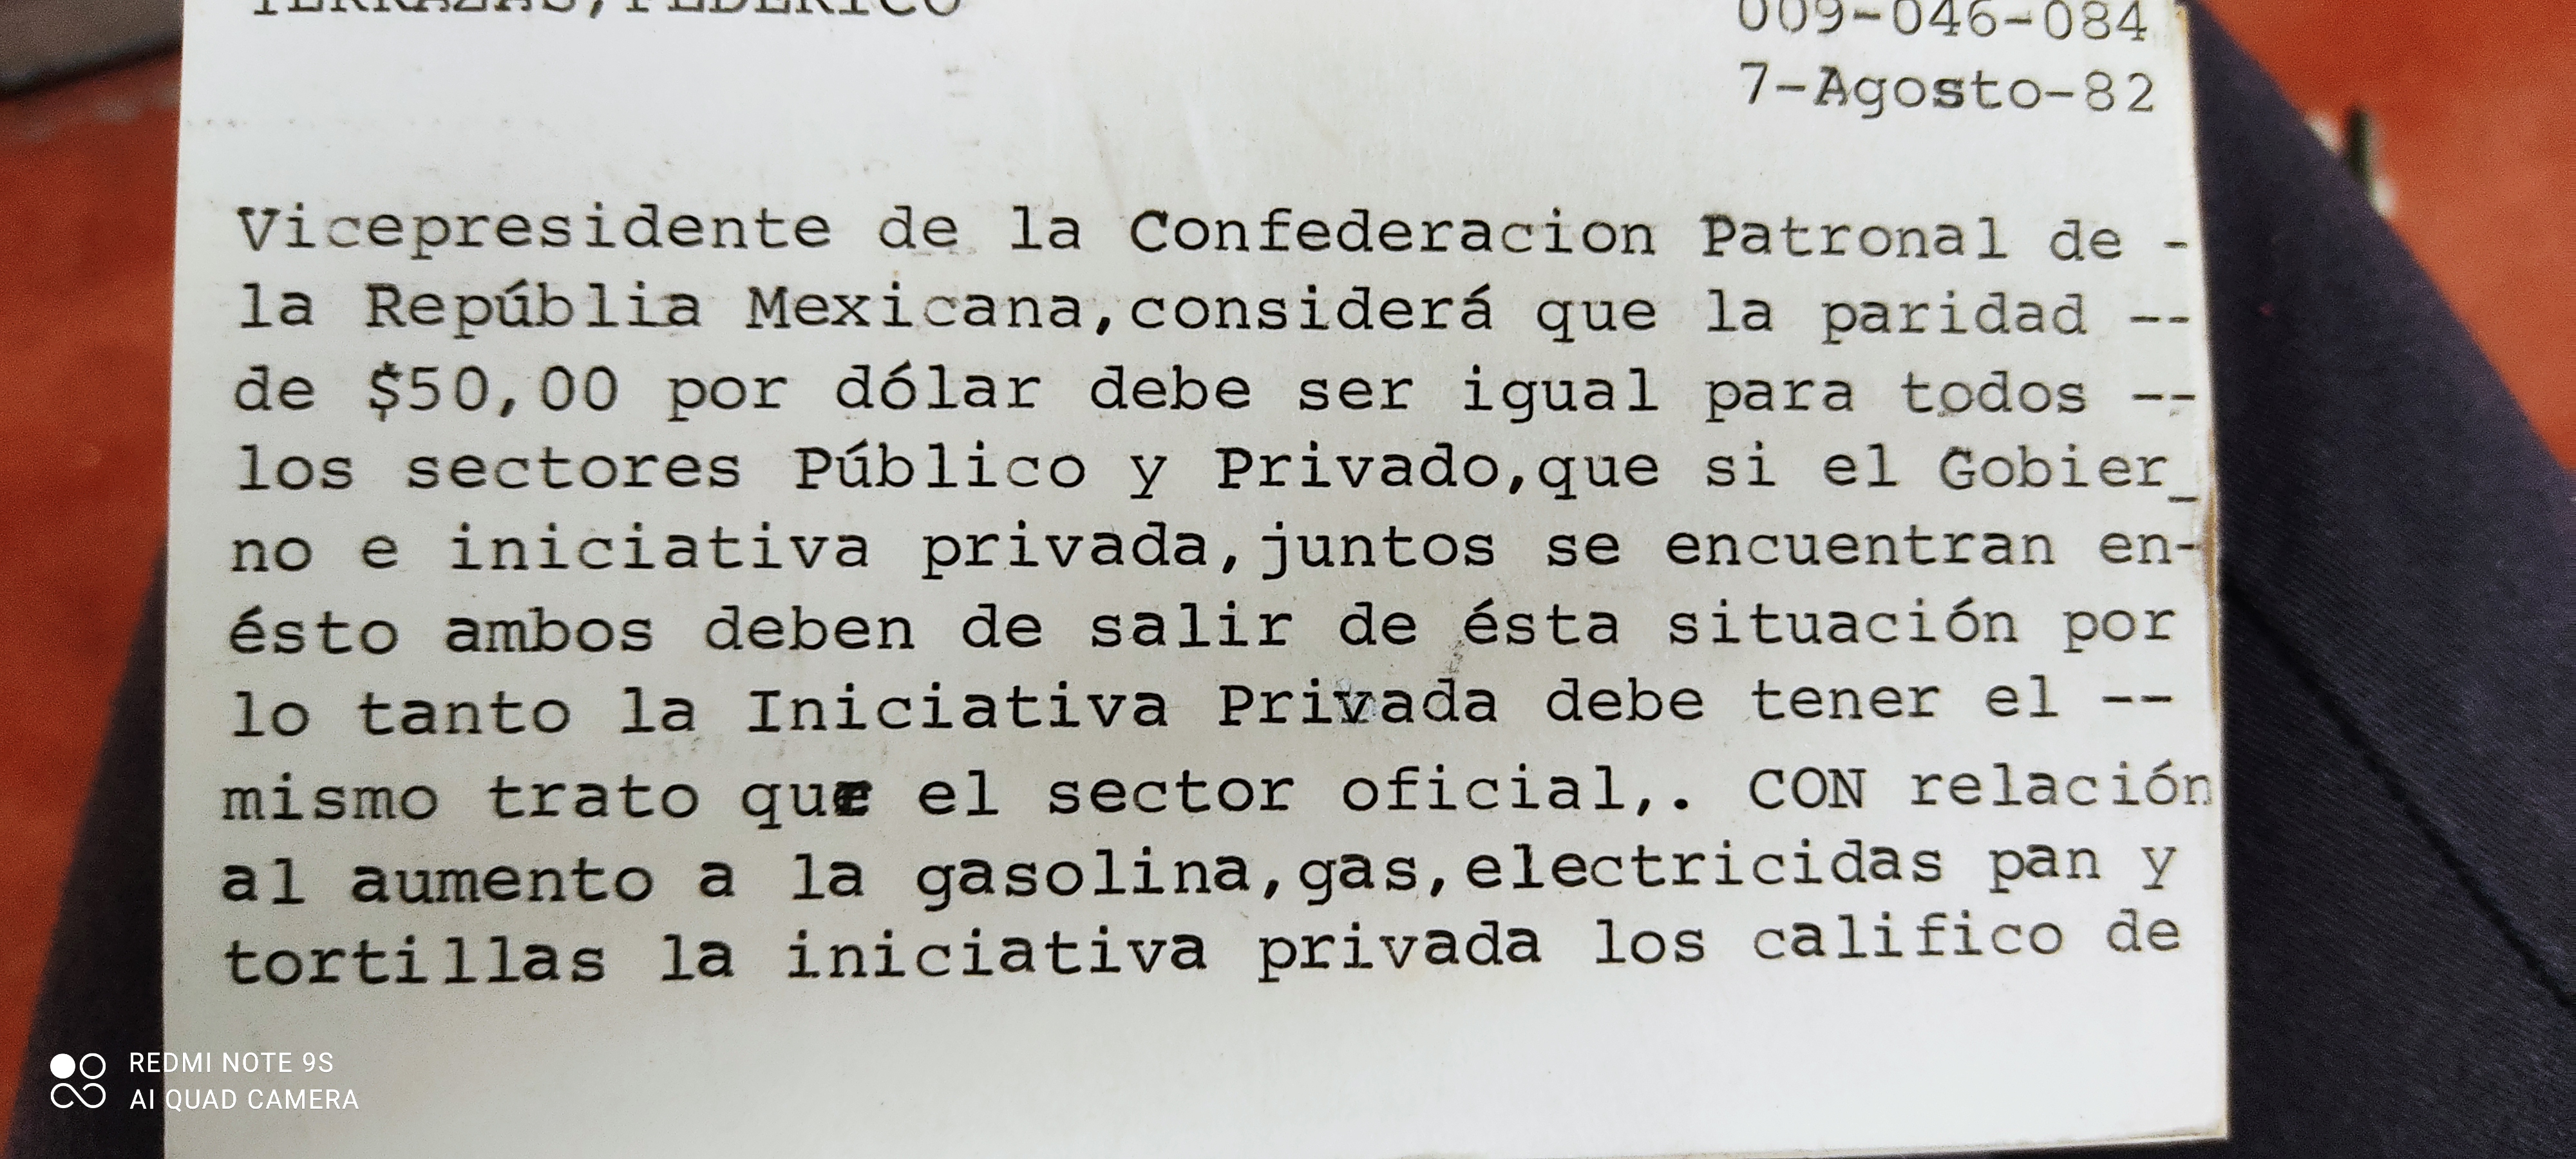 TERRAZAS,FEDERICO
009-046-084
7-Agosto-82
Vicepresidente de la Confederacion Patronal de -
la Repúblia Mexicana,considerá que la paridad --
de $50,00 por dólar debe ser igual para todos --
los sectores Público y Privado,que si el Gobier_
no e iniciativa privada,juntos se encuentran en-
ésto ambos deben de salir de ésta situación por
lo tanto la Iniciativa Privada debe tener el --
mismo trato que el sector oficial,. CON relación
al aumento a la gasolina,gas,electricidas pan y
tortillas la iniciativa privada los califico de
REDMI NOTE 9S
AI QUAD CAMERA